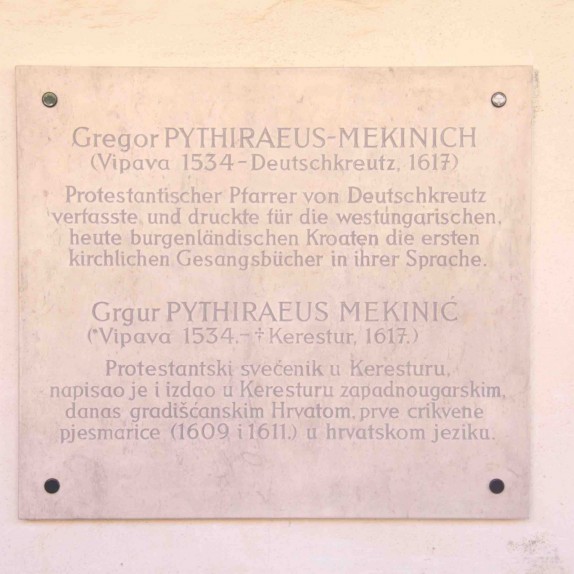 Gregor PYTHIRAEUS-MEKINICH
(Vipava 1534-Deutschkreutz, 1617)
Protestantischer Pfarrer von Deutschkreutz
verfasste und druckte für die westungarischen,
heute burgenländischen Kroaten die ersten
kirchlichen Gesangsbücher in ihrer Sprache.
Grgur PYTHIRAEUS MEKINIĆ
(*Vipava 1534.-†Kerestur, 1617.)
Protestantski svećenik u Keresturu,
napisao je i izdao u Keresturu zapadnougarskim,
danas gradišćanskim Hrvatom, prve crikvene
pjesmarice (1609 i 1611.) u hrvatskom jeziku.